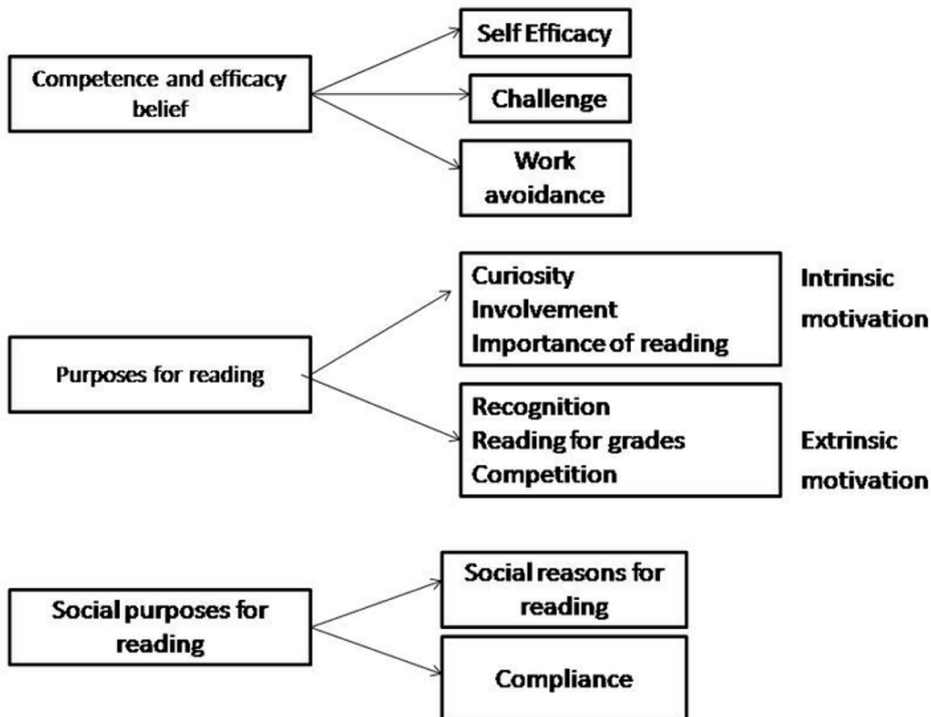 Competence and efficacy
belief
Self Efficacy
Challenge
Work
avoidance
Purposes for reading
Curiosity
Involvement
Importance of reading
Intrinsic
motivation
Recognition
Reading for grades
Competition
Extrinsic
motivation
Social purposes for
reading
Social reasons for
reading
Compliance